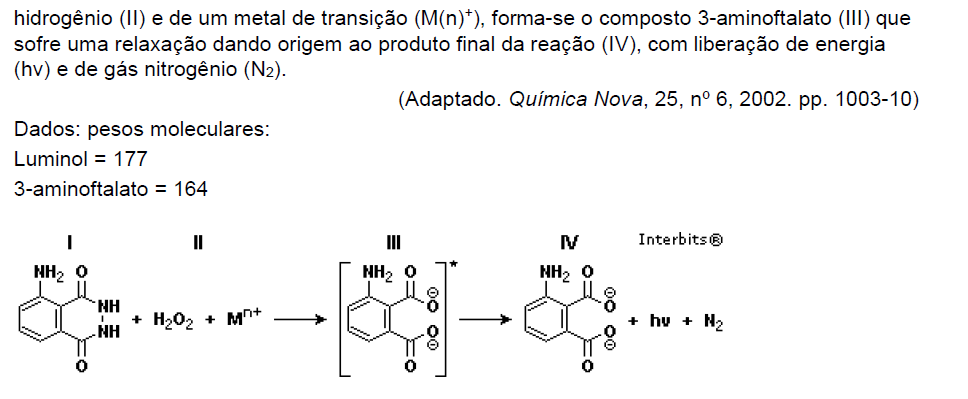 hidrogênio (II) e de um metal de transição (M(n)⁺), forma-se o composto 3-aminoftalato (III) que
sofre uma relaxação dando origem ao produto final da reação (IV), com liberação de energia
(hv) e de gás nitrogênio (N₂).
(Adaptado. Química Nova, 25, nº 6, 2002. pp. 1003-10)
Dados: pesos moleculares:
Luminol = 177
3-aminoftalato = 164
I II III IV Interbits®
NH₂ O NH₂ O * NH₂ O
NH ⊖ ⊖
O O
NH + H₂O₂ + Mⁿ⁺ O O + hν + N₂
⊖ ⊖
O O O